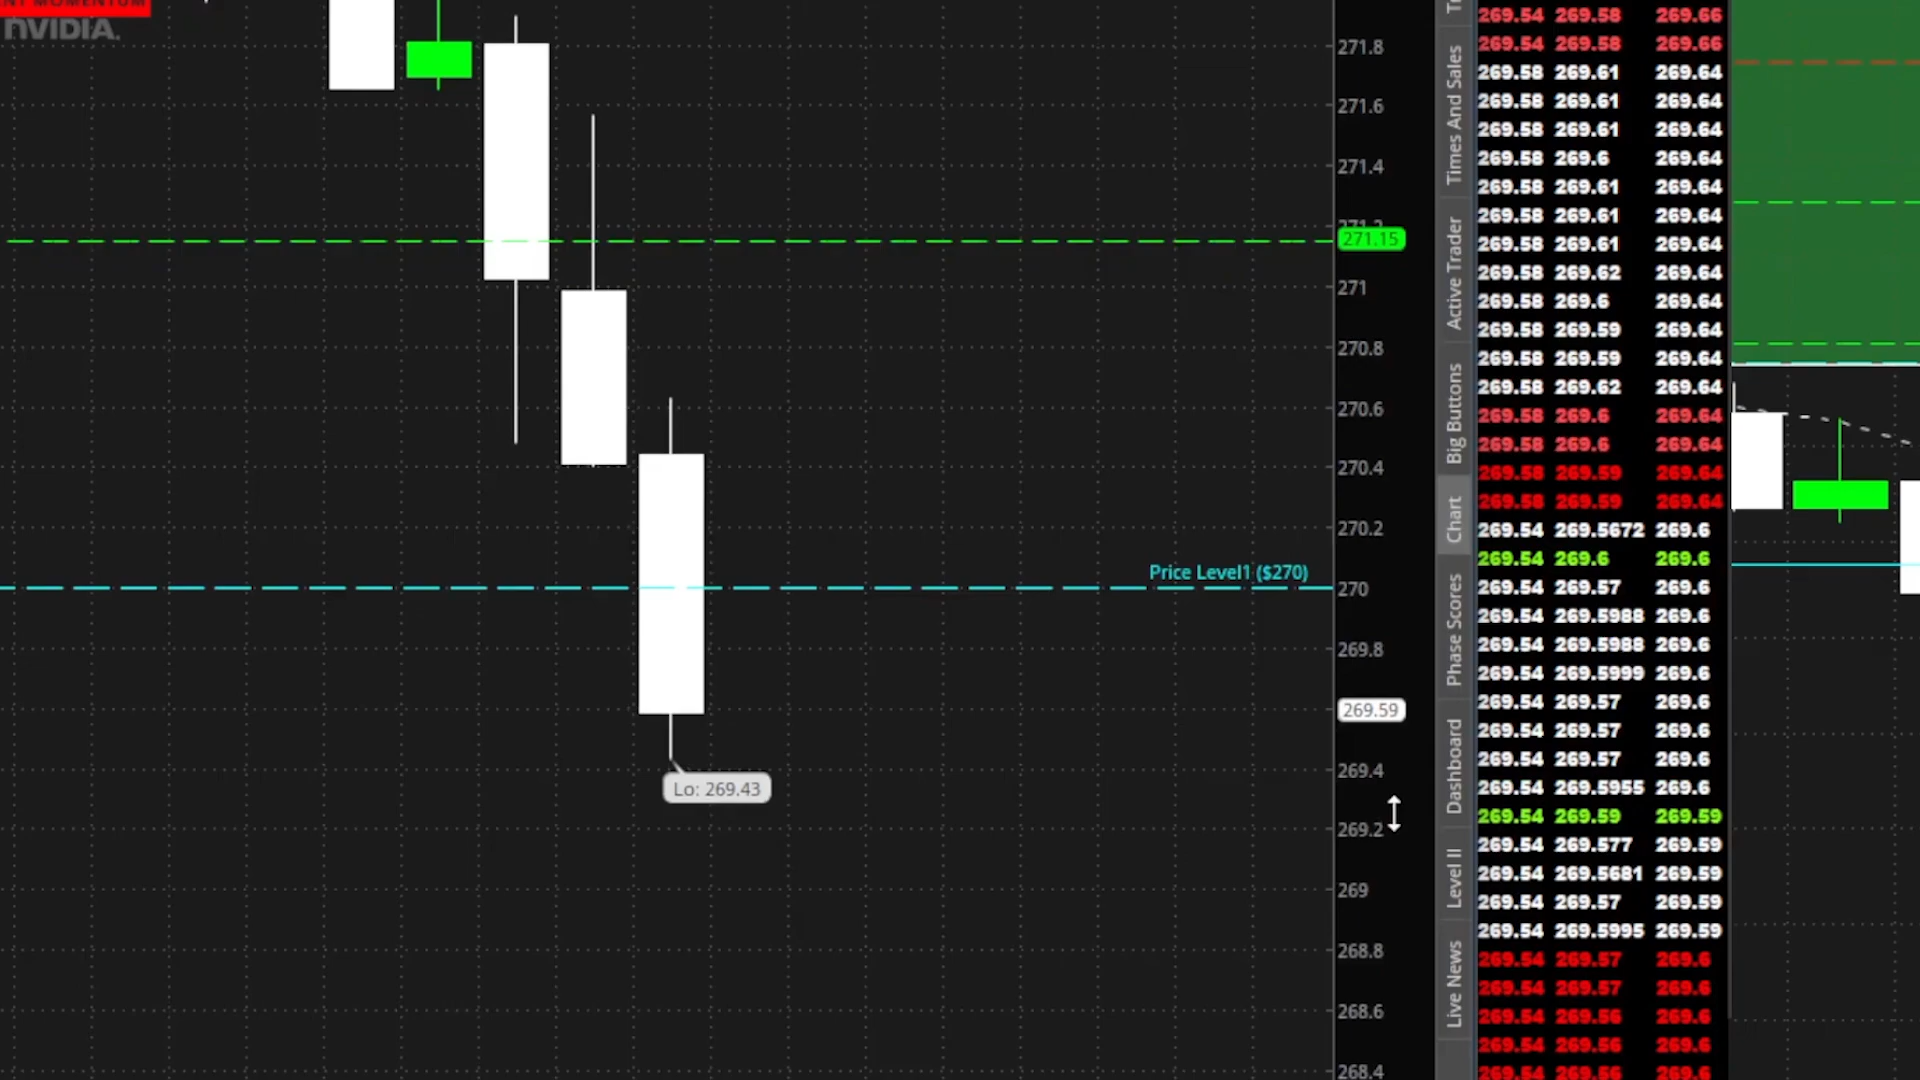 NT MOMENTUM
nVIDIA.
271.8
271.6
271.4
271.2
271.15
271
270.8
270.6
270.4
270.2
Price Level1 ($270)
270
269.8
269.59
269.4
Lo: 269.43
269.2
269
268.8
268.6
268.4
Times And Sales
Active Trader
Big Buttons
Chart
Phase Scores
Dashboard
Level II
Live News
269.54 269.58 269.66
269.54 269.58 269.66
269.58 269.61 269.64
269.58 269.61 269.64
269.58 269.61 269.64
269.58 269.6 269.64
269.58 269.61 269.64
269.58 269.61 269.64
269.58 269.61 269.64
269.58 269.62 269.64
269.58 269.6 269.64
269.58 269.59 269.64
269.58 269.59 269.64
269.58 269.62 269.64
269.58 269.6 269.64
269.58 269.6 269.64
269.58 269.59 269.64
269.58 269.59 269.64
269.54 269.5672 269.6
269.54 269.6 269.6
269.54 269.57 269.6
269.54 269.5988 269.6
269.54 269.5988 269.6
269.54 269.5999 269.6
269.54 269.57 269.6
269.54 269.57 269.6
269.54 269.57 269.6
269.54 269.5955 269.6
269.54 269.59 269.59
269.54 269.577 269.59
269.54 269.5681 269.59
269.54 269.57 269.59
269.54 269.5995 269.59
269.54 269.57 269.6
269.54 269.57 269.6
269.54 269.56 269.6
269.54 269.56 269.6
269.54 269.56 269.6